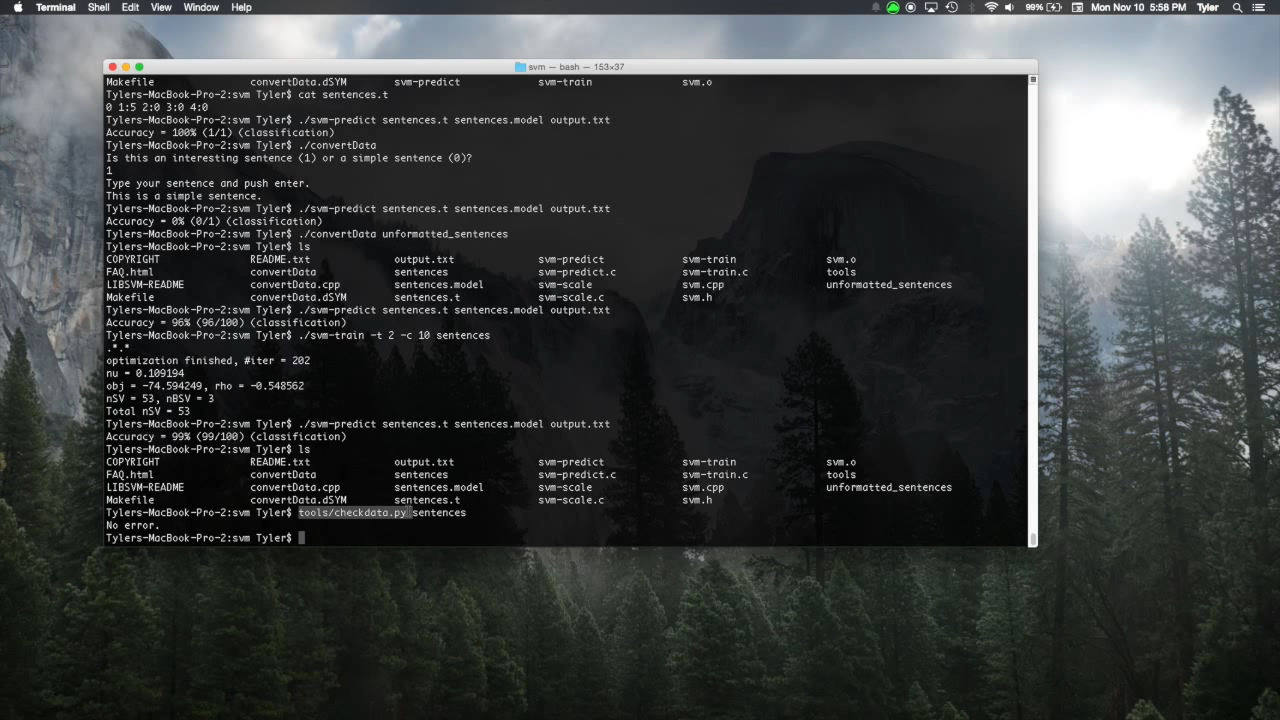 Terminal Shell Edit View Window Help 99% Mon Nov 10 5:58 PM Tyler
svm — bash — 153×37
Makefile convertData.dSYM svm-predict svm-train svm.o
Tylers-MacBook-Pro-2:svm Tyler$ cat sentences.t
0 1:5 2:0 3:0 4:0
Tylers-MacBook-Pro-2:svm Tyler$ ./svm-predict sentences.t sentences.model output.txt
Accuracy = 100% (1/1) (classification)
Tylers-MacBook-Pro-2:svm Tyler$ ./convertData
Is this an interesting sentence (1) or a simple sentence (0)?
1
Type your sentence and push enter.
This is a simple sentence.
Tylers-MacBook-Pro-2:svm Tyler$ ./svm-predict sentences.t sentences.model output.txt
Accuracy = 0% (0/1) (classification)
Tylers-MacBook-Pro-2:svm Tyler$ ./convertData unformatted_sentences
Tylers-MacBook-Pro-2:svm Tyler$ ls
COPYRIGHT README.txt output.txt svm-predict svm-train svm.o
FAQ.html convertData sentences svm-predict.c svm-train.c tools
LIBSVM-README convertData.cpp sentences.model svm-scale svm.cpp unformatted_sentences
Makefile convertData.dSYM sentences.t svm-scale.c svm.h
Tylers-MacBook-Pro-2:svm Tyler$ ./svm-predict sentences.t sentences.model output.txt
Accuracy = 96% (96/100) (classification)
Tylers-MacBook-Pro-2:svm Tyler$ ./svm-train -t 2 -c 10 sentences
.*.*
optimization finished, #iter = 202
nu = 0.109194
obj = -74.594249, rho = -0.548562
nSV = 53, nBSV = 3
Total nSV = 53
Tylers-MacBook-Pro-2:svm Tyler$ ./svm-predict sentences.t sentences.model output.txt
Accuracy = 99% (99/100) (classification)
Tylers-MacBook-Pro-2:svm Tyler$ ls
COPYRIGHT README.txt output.txt svm-predict svm-train svm.o
FAQ.html convertData sentences svm-predict.c svm-train.c tools
LIBSVM-README convertData.cpp sentences.model svm-scale svm.cpp unformatted_sentences
Makefile convertData.dSYM sentences.t svm-scale.c svm.h
Tylers-MacBook-Pro-2:svm Tyler$ tools/checkdata.py sentences
No error.
Tylers-MacBook-Pro-2:svm Tyler$